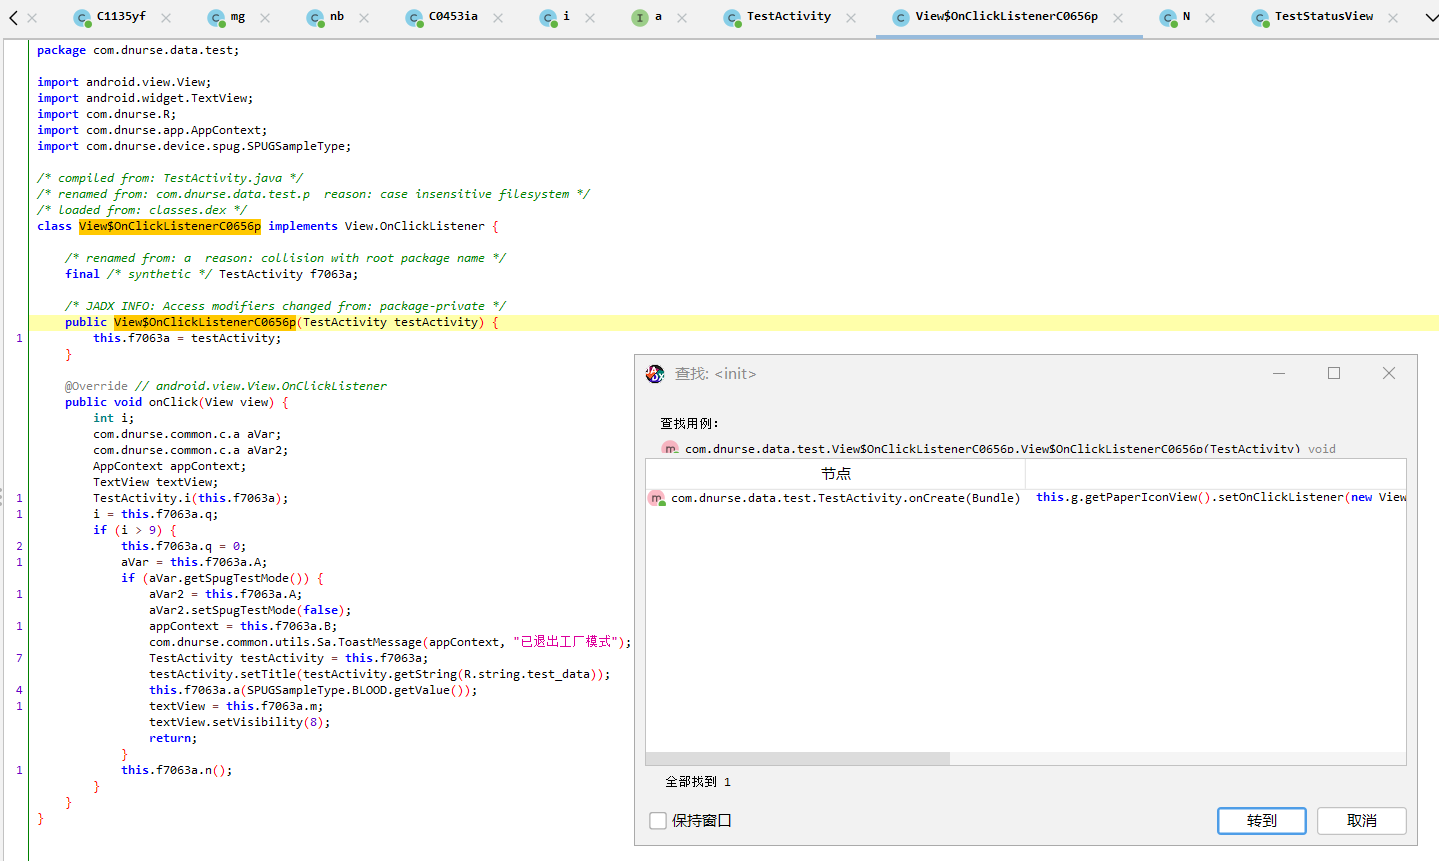 C1135yf mg nb C0453ia i a TestActivity View$OnClickListenerC0656p N TestStatusView
package com.dnurse.data.test;
import android.view.View;
import android.widget.TextView;
import com.dnurse.R;
import com.dnurse.app.AppContext;
import com.dnurse.device.spug.SPUGSampleType;
/* compiled from: TestActivity.java */
/* renamed from: com.dnurse.data.test.p  reason: case insensitive filesystem */
/* loaded from: classes.dex */
class View$OnClickListenerC0656p implements View.OnClickListener {
/* renamed from: a  reason: collision with root package name */
final /* synthetic */ TestActivity f7063a;
/* JADX INFO: Access modifiers changed from: package-private */
public View$OnClickListenerC0656p(TestActivity testActivity) {
1 this.f7063a = testActivity;
}
@Override // android.view.View.OnClickListener
public void onClick(View view) {
int i;
com.dnurse.common.c.a aVar;
com.dnurse.common.c.a aVar2;
AppContext appContext;
TextView textView;
1 TestActivity.i(this.f7063a);
1 i = this.f7063a.q;
if (i > 9) {
2 this.f7063a.q = 0;
1 aVar = this.f7063a.A;
if (aVar.getSpugTestMode()) {
1 aVar2 = this.f7063a.A;
aVar2.setSpugTestMode(false);
1 appContext = this.f7063a.B;
com.dnurse.common.utils.Sa.ToastMessage(appContext, "已退出工厂模式");
7 TestActivity testActivity = this.f7063a;
testActivity.setTitle(testActivity.getString(R.string.test_data));
4 this.f7063a.a(SPUGSampleType.BLOOD.getValue());
1 textView = this.f7063a.m;
textView.setVisibility(8);
return;
}
1 this.f7063a.n();
}
}
}
查找: <init>
查找用例:
m com.dnurse.data.test.View$OnClickListenerC0656p.View$OnClickListenerC0656p(TestActivity) void
节点
m com.dnurse.data.test.TestActivity.onCreate(Bundle) this.g.getPaperIconView().setOnClickListener(new View
全部找到 1
保持窗口 转到 取消